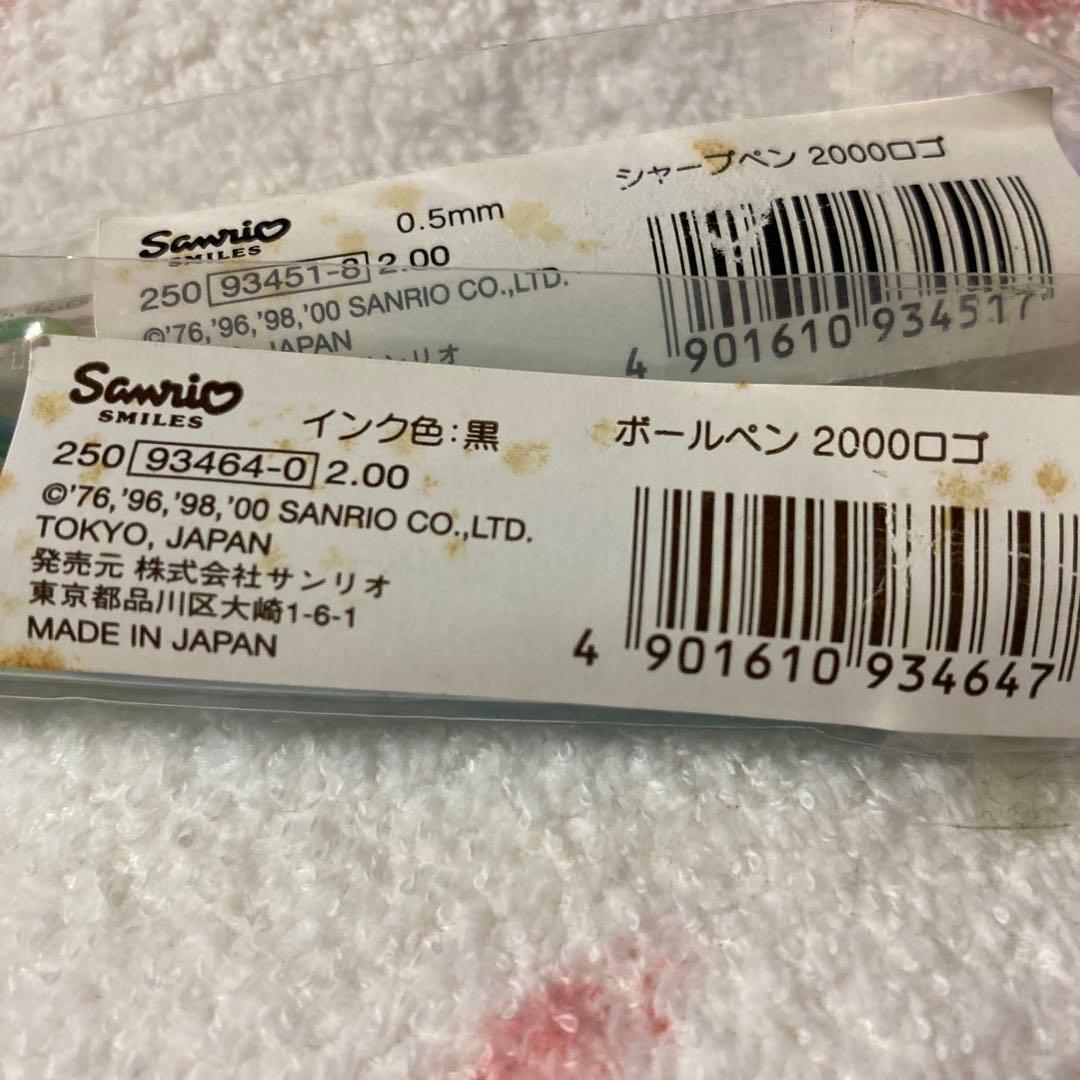 シャープペン 2000ロゴ
Sanrio 0.5mm
SMILES
250 93451-8 2.00
©'76,'96,'98,'00 SANRIO CO.,LTD.
JAPAN
サンリオ
4 901610 934517
Sanrio
SMILES インク色:黒 ボールペン 2000ロゴ
250 93464-0 2.00
©'76,'96,'98,'00 SANRIO CO.,LTD.
TOKYO, JAPAN
発売元 株式会社サンリオ
東京都品川区大崎1-6-1
MADE IN JAPAN
4 901610 934647